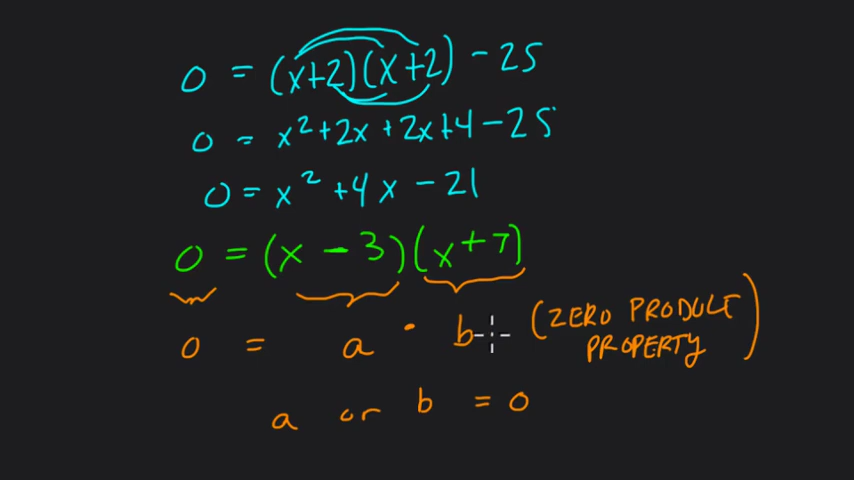 0 = (x+2)(x+2) - 25
0 = x² + 2x + 2x + 4 - 25
0 = x² + 4x - 21
0 = (x - 3)(x + 7)
0 = a · b (ZERO PRODUCT
PROPERTY)
a or b = 0